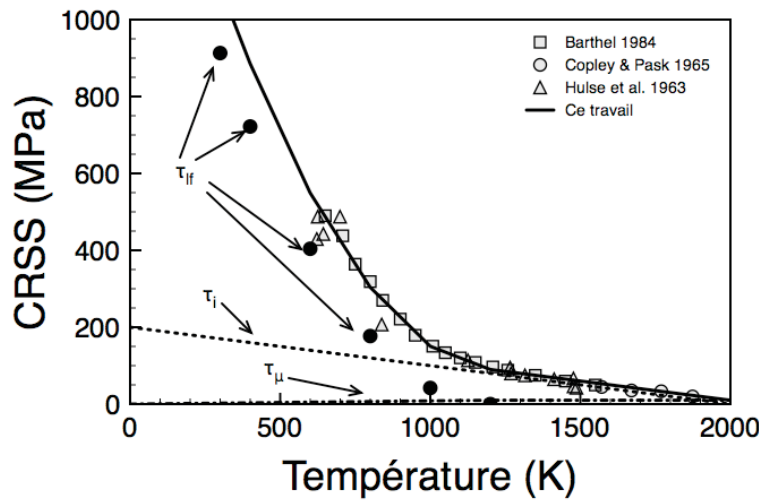 1000
800
600
400
200
0
CRSS (MPa)
Barthel 1984
Copley & Pask 1965
Hulse et al. 1963
Ce travail
τlf
τi
τμ
0
500
1000
1500
2000
Température (K)